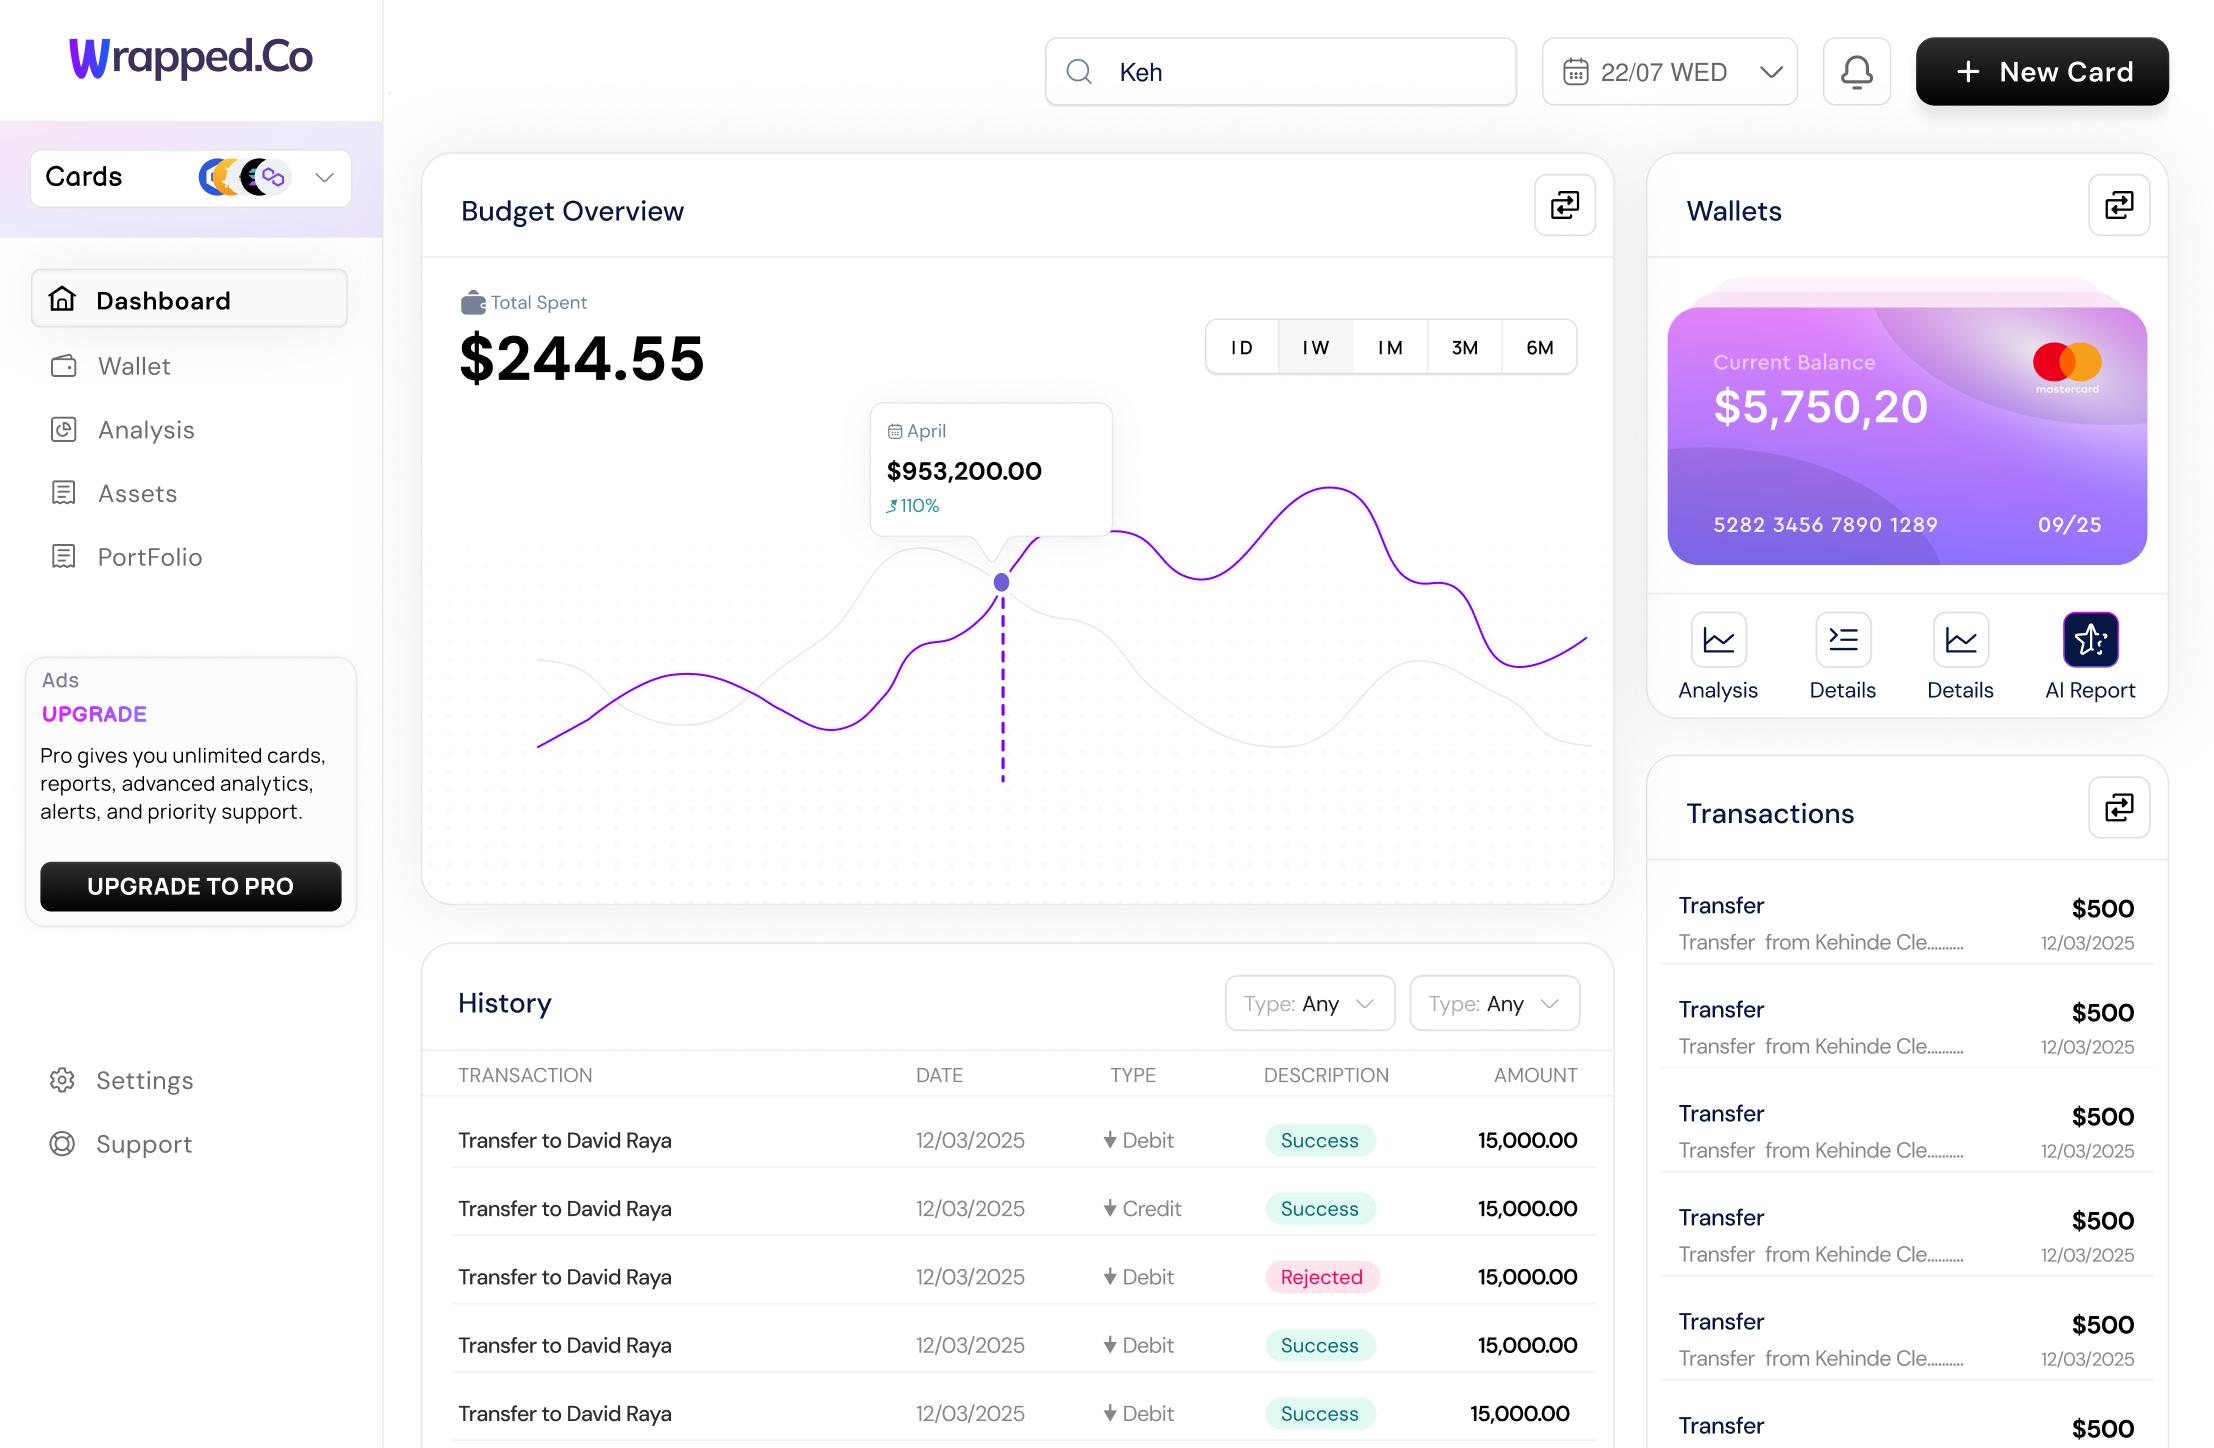 Wrapped.Co
Keh
22/07 WED
+ New Card
Cards
Dashboard
Wallet
Analysis
Assets
PortFolio
Ads
UPGRADE
Pro gives you unlimited cards,
reports, advanced analytics,
alerts, and priority support.
UPGRADE TO PRO
Settings
Support
Budget Overview
Total Spent
$244.55
1D 1W 1M 3M 6M
April
$953,200.00
110%
Wallets
Current Balance
$5,750,20
mastercard
5282 3456 7890 1289 09/25
Analysis Details Details AI Report
History
Type: Any Type: Any
TRANSACTION DATE TYPE DESCRIPTION AMOUNT
Transfer to David Raya 12/03/2025 Debit Success 15,000.00
Transfer to David Raya 12/03/2025 Credit Success 15,000.00
Transfer to David Raya 12/03/2025 Debit Rejected 15,000.00
Transfer to David Raya 12/03/2025 Debit Success 15,000.00
Transfer to David Raya 12/03/2025 Debit Success 15,000.00
Transactions
Transfer $500
Transfer from Kehinde Cle.......... 12/03/2025
Transfer $500
Transfer from Kehinde Cle.......... 12/03/2025
Transfer $500
Transfer from Kehinde Cle.......... 12/03/2025
Transfer $500
Transfer from Kehinde Cle.......... 12/03/2025
Transfer $500
Transfer from Kehinde Cle.......... 12/03/2025
Transfer $500